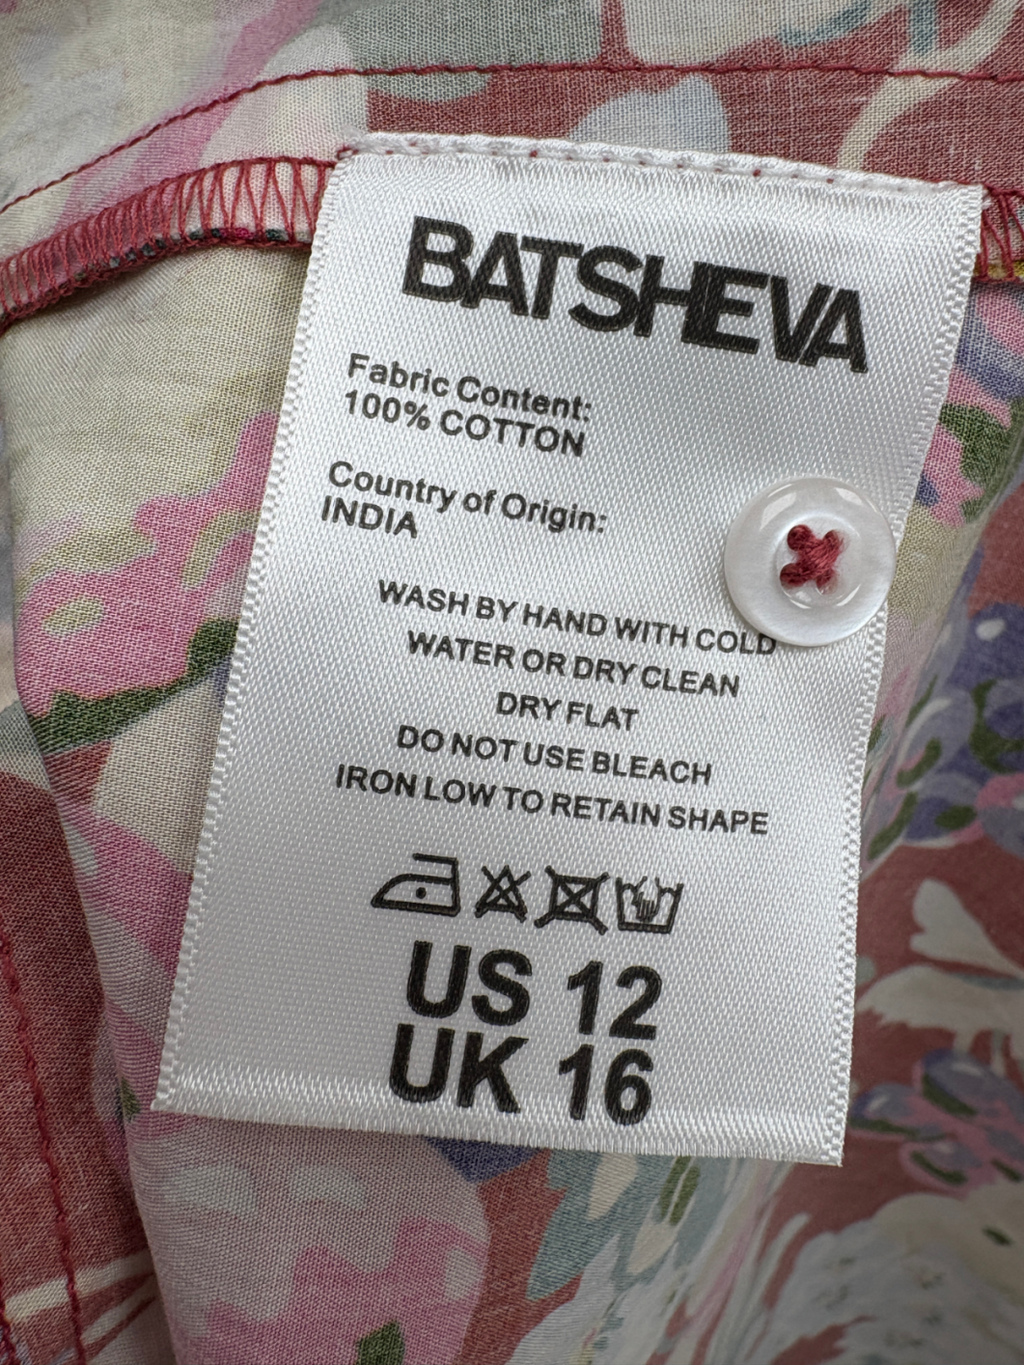 BATSHEVA
Fabric Content:
100% COTTON
Country of Origin:
INDIA
WASH BY HAND WITH COLD
WATER OR DRY CLEAN
DRY FLAT
DO NOT USE BLEACH
IRON LOW TO RETAIN SHAPE
US 12
UK 16